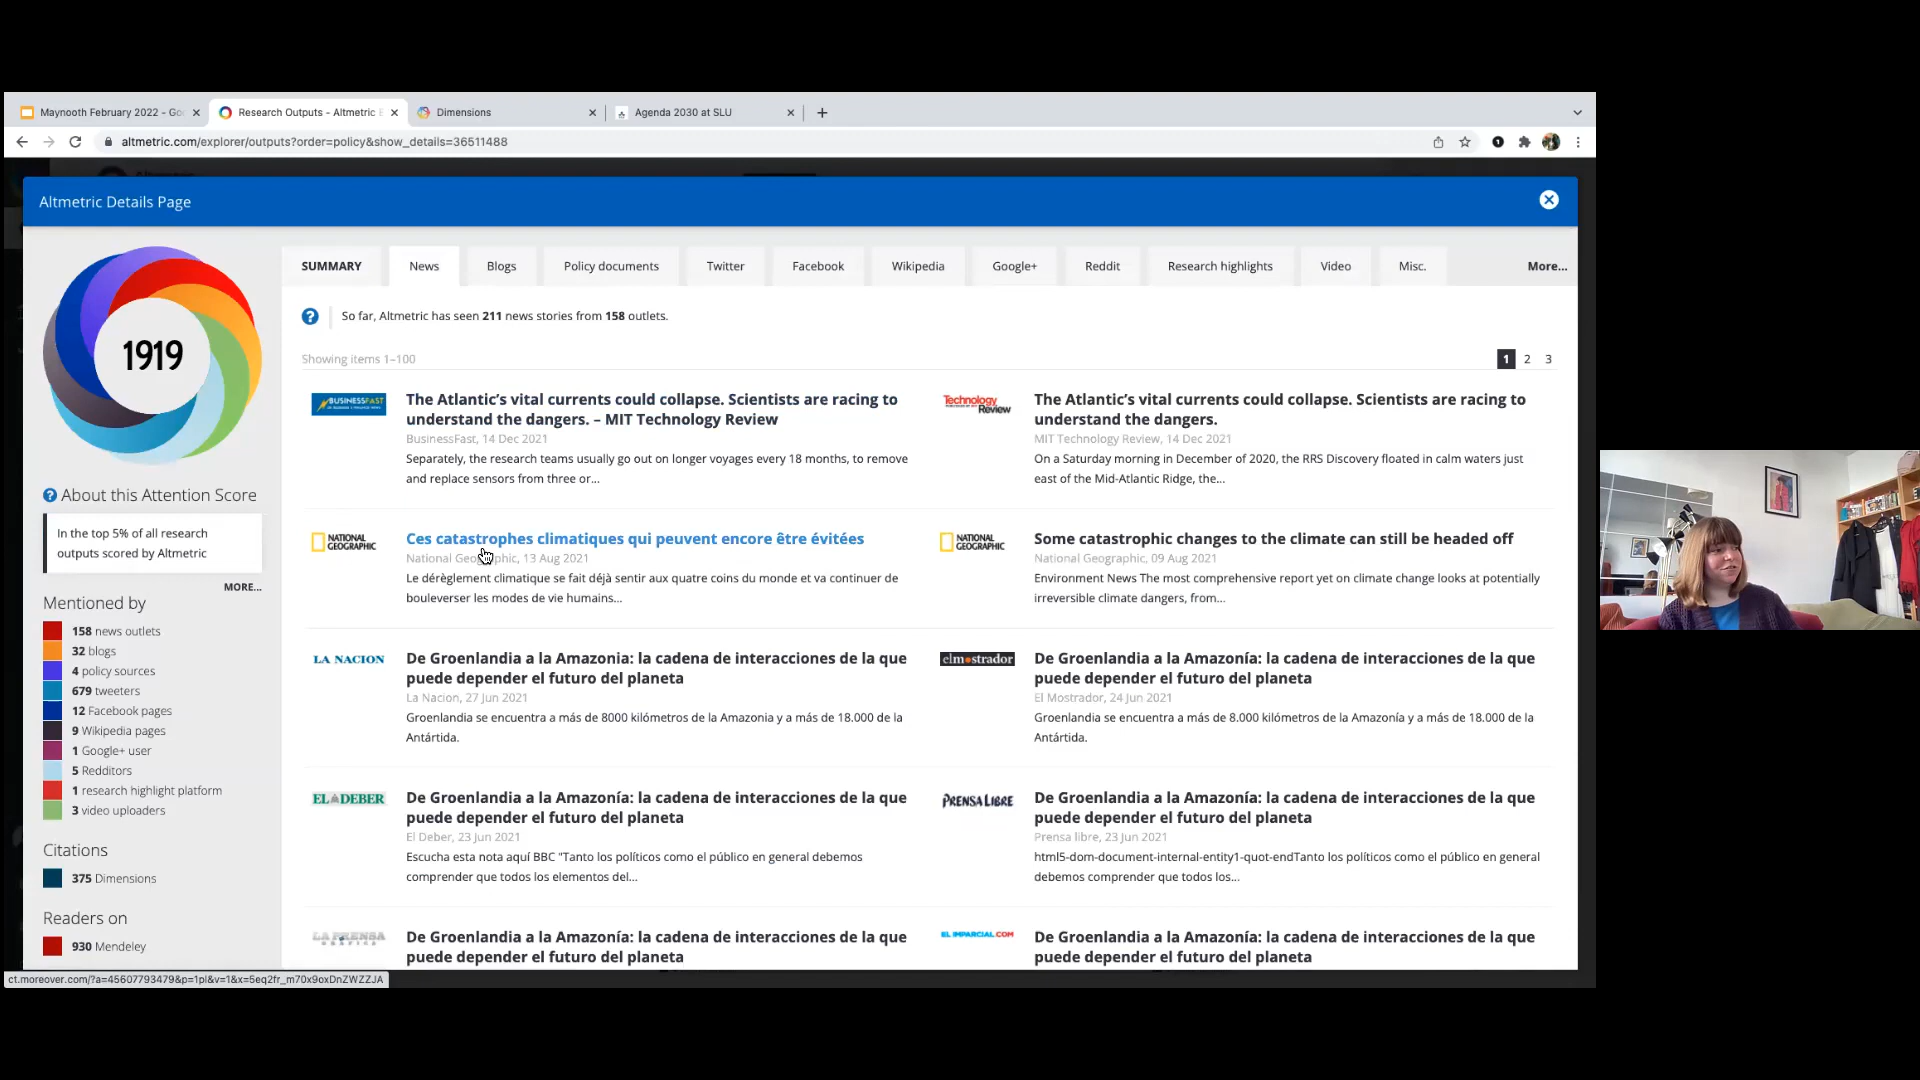 Maynooth February 2022 - Goo
Research Outputs – Altmetric E
Dimensions
Agenda 2030 at SLU
altmetric.com/explorer/outputs?order=policy&show_details=36511488
Altmetric Details Page
SUMMARY
News
Blogs
Policy documents
Twitter
Facebook
Wikipedia
Google+
Reddit
Research highlights
Video
Misc.
More...
1919
About this Attention Score
In the top 5% of all research
outputs scored by Altmetric
MORE...
Mentioned by
158 news outlets
32 blogs
4 policy sources
679 tweeters
12 Facebook pages
9 Wikipedia pages
1 Google+ user
5 Redditors
1 research highlight platform
3 video uploaders
Citations
375 Dimensions
Readers on
930 Mendeley
So far, Altmetric has seen 211 news stories from 158 outlets.
Showing items 1–100
1 2 3
BUSINESSFAST
The Atlantic’s vital currents could collapse. Scientists are racing to
understand the dangers. – MIT Technology Review
BusinessFast, 14 Dec 2021
Separately, the research teams usually go out on longer voyages every 18 months, to remove
and replace sensors from three or...
Technology
Review
The Atlantic’s vital currents could collapse. Scientists are racing to
understand the dangers.
MIT Technology Review, 14 Dec 2021
On a Saturday morning in December of 2020, the RRS Discovery floated in calm waters just
east of the Mid-Atlantic Ridge, the...
NATIONAL
GEOGRAPHIC
Ces catastrophes climatiques qui peuvent encore être évitées
National Geographic, 13 Aug 2021
Le dérèglement climatique se fait déjà sentir aux quatre coins du monde et va continuer de
bouleverser les modes de vie humains...
NATIONAL
GEOGRAPHIC
Some catastrophic changes to the climate can still be headed off
National Geographic, 09 Aug 2021
Environment News The most comprehensive report yet on climate change looks at potentially
irreversible climate dangers, from...
LA NACION
De Groenlandia a la Amazonia: la cadena de interacciones de la que
puede depender el futuro del planeta
La Nacion, 27 Jun 2021
Groenlandia se encuentra a más de 8000 kilómetros de la Amazonia y a más de 18.000 de la
Antártida.
elmostrador
De Groenlandia a la Amazonía: la cadena de interacciones de la que
puede depender el futuro del planeta
El Mostrador, 24 Jun 2021
Groenlandia se encuentra a más de 8.000 kilómetros de la Amazonía y a más de 18.000 de la
Antártida.
EL DEBER
De Groenlandia a la Amazonía: la cadena de interacciones de la que
puede depender el futuro del planeta
El Deber, 23 Jun 2021
Escucha esta nota aquí BBC "Tanto los políticos como el público en general debemos
comprender que todos los elementos del...
PRENSA LIBRE
De Groenlandia a la Amazonía: la cadena de interacciones de la que
puede depender el futuro del planeta
Prensa libre, 23 Jun 2021
html5-dom-document-internal-entity1-quot-endTanto los políticos como el público en general
debemos comprender que todos los...
LA PRENSA
GRÁFICA
De Groenlandia a la Amazonía: la cadena de interacciones de la que
puede depender el futuro del planeta
EL IMPARCIAL.COM
De Groenlandia a la Amazonía: la cadena de interacciones de la que
puede depender el futuro del planeta
ct.moreover.com/?a=45607793479&p=1pl&v=1&x=5eq2fr_m70x9oxDnZWZZJA